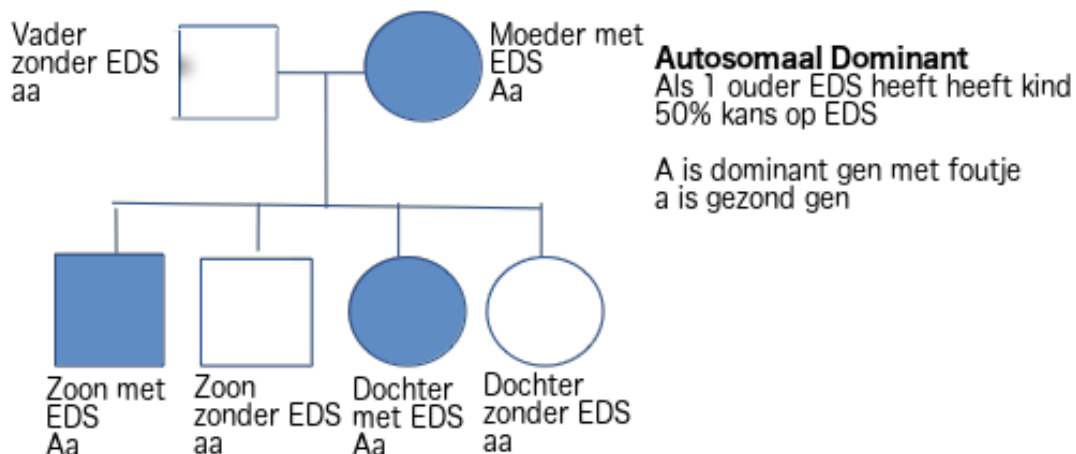 Vader
zonder EDS
aa
Moeder met
EDS
Aa
Autosomaal Dominant
Als 1 ouder EDS heeft heeft kind
50% kans op EDS
A is dominant gen met foutje
a is gezond gen
Zoon met
EDS
Aa
Zoon
zonder EDS
aa
Dochter
met EDS
Aa
Dochter
zonder EDS
aa